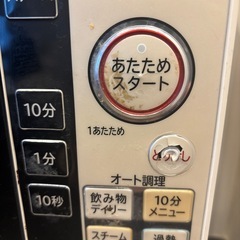 あたため
スタート
10分
1あたため
1分
とりけし
オート調理
10秒
飲み物
デイリー
10分
メニュー
スチーム
過熱